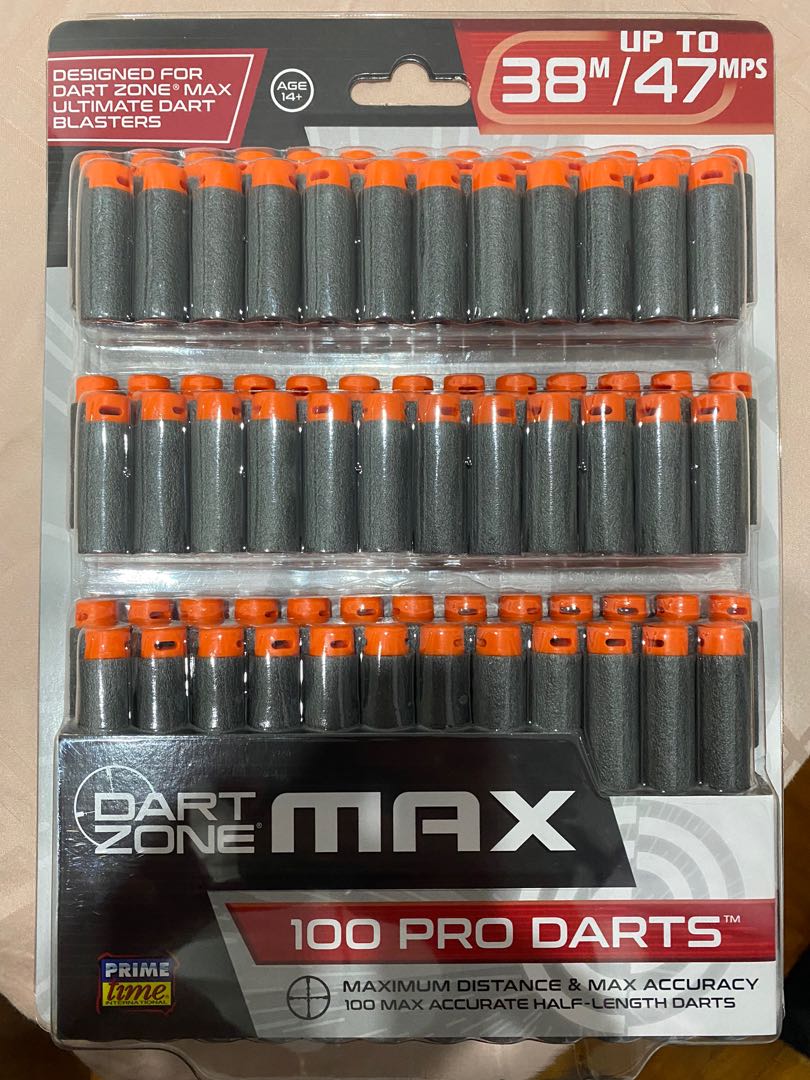 DESIGNED FOR
DART ZONE® MAX
ULTIMATE DART
BLASTERS
AGE
14+
UP TO
38M/47MPS
DART
ZONE®
MAX
100 PRO DARTS™
PRIME
time®
INTERNATIONAL
MAXIMUM DISTANCE & MAX ACCURACY
100 MAX ACCURATE HALF-LENGTH DARTS